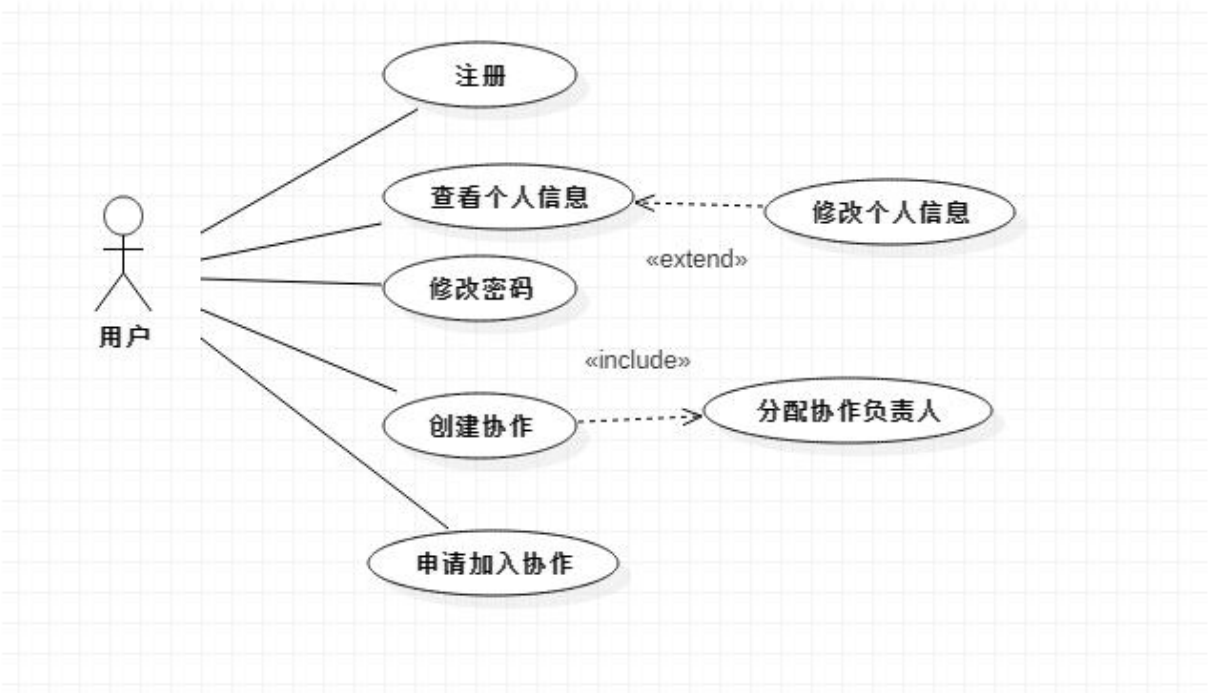 注册
查看个人信息
修改个人信息
«extend»
修改密码
用户
«include»
分配协作负责人
创建协作
申请加入协作